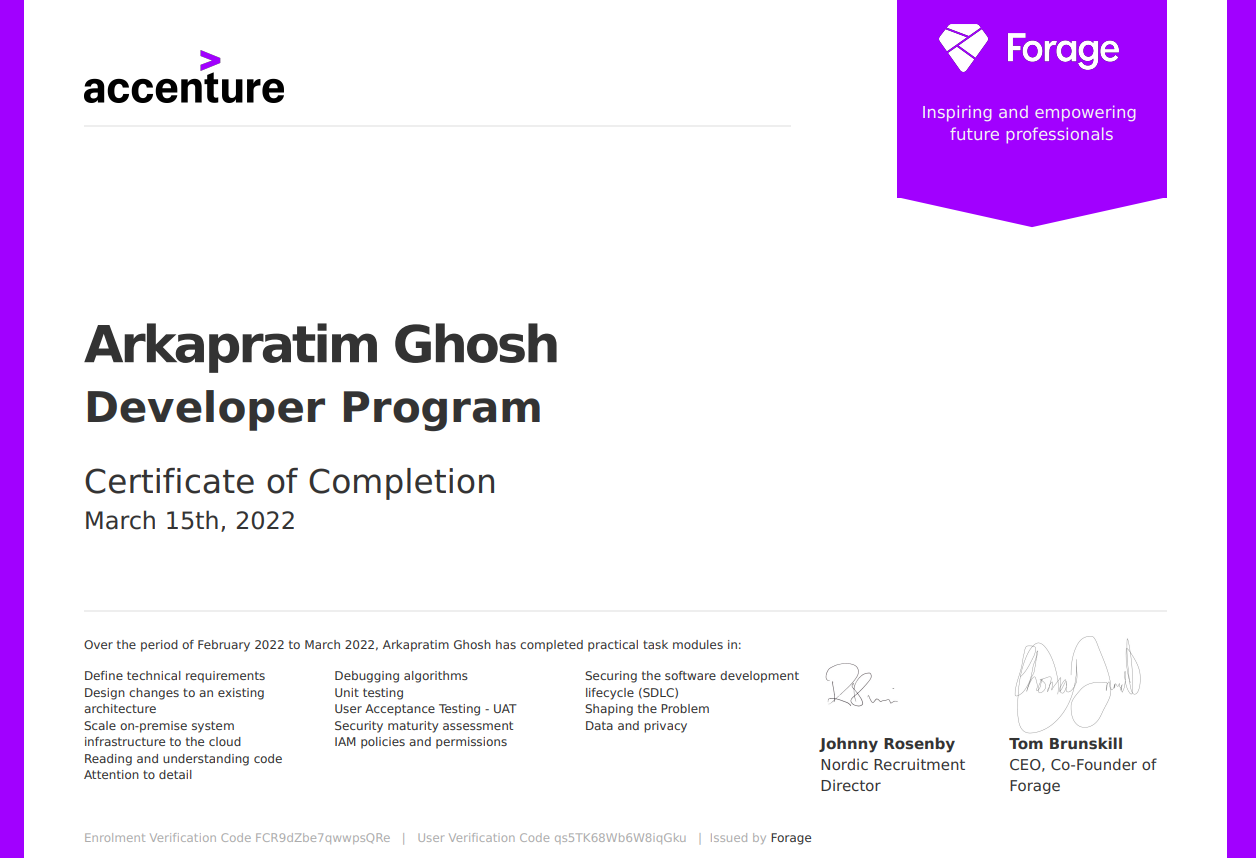 accenture
Forage
Inspiring and empowering
future professionals
Arkapratim Ghosh
Developer Program
Certificate of Completion
March 15th, 2022
Over the period of February 2022 to March 2022, Arkapratim Ghosh has completed practical task modules in:
Define technical requirements
Design changes to an existing
architecture
Scale on-premise system
infrastructure to the cloud
Reading and understanding code
Attention to detail
Debugging algorithms
Unit testing
User Acceptance Testing - UAT
Security maturity assessment
IAM policies and permissions
Securing the software development
lifecycle (SDLC)
Shaping the Problem
Data and privacy
Johnny Rosenby
Nordic Recruitment
Director
Tom Brunskill
CEO, Co-Founder of
Forage
Enrolment Verification Code FCR9dZbe7qwwpsQRe | User Verification Code qs5TK68Wb6W8iqGku | Issued by Forage